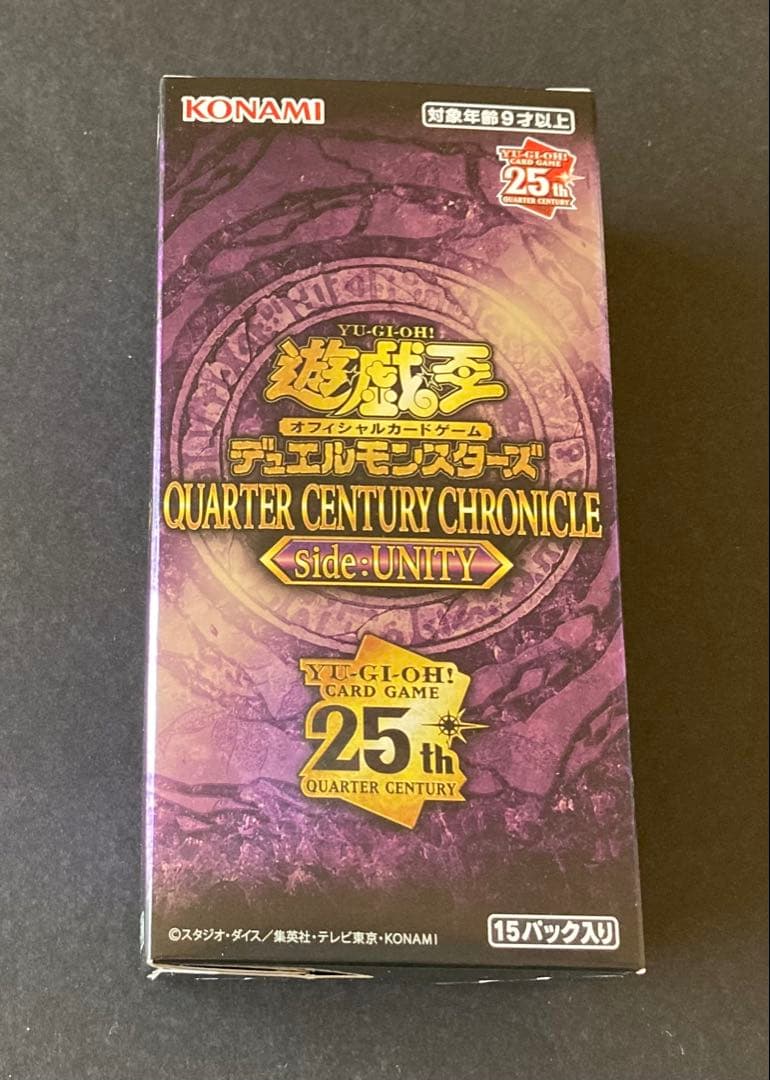 KONAMI
対象年齢9才以上
YU-GI-OH!
CARD GAME
25th
QUARTER CENTURY
YU-GI-OH!
遊☆戯☆王
オフィシャルカードゲーム
デュエルモンスターズ
QUARTER CENTURY CHRONICLE
side:UNITY
YU-GI-OH!
CARD GAME
25th
QUARTER CENTURY
©スタジオ・ダイス/集英社・テレビ東京・KONAMI
15パック入り